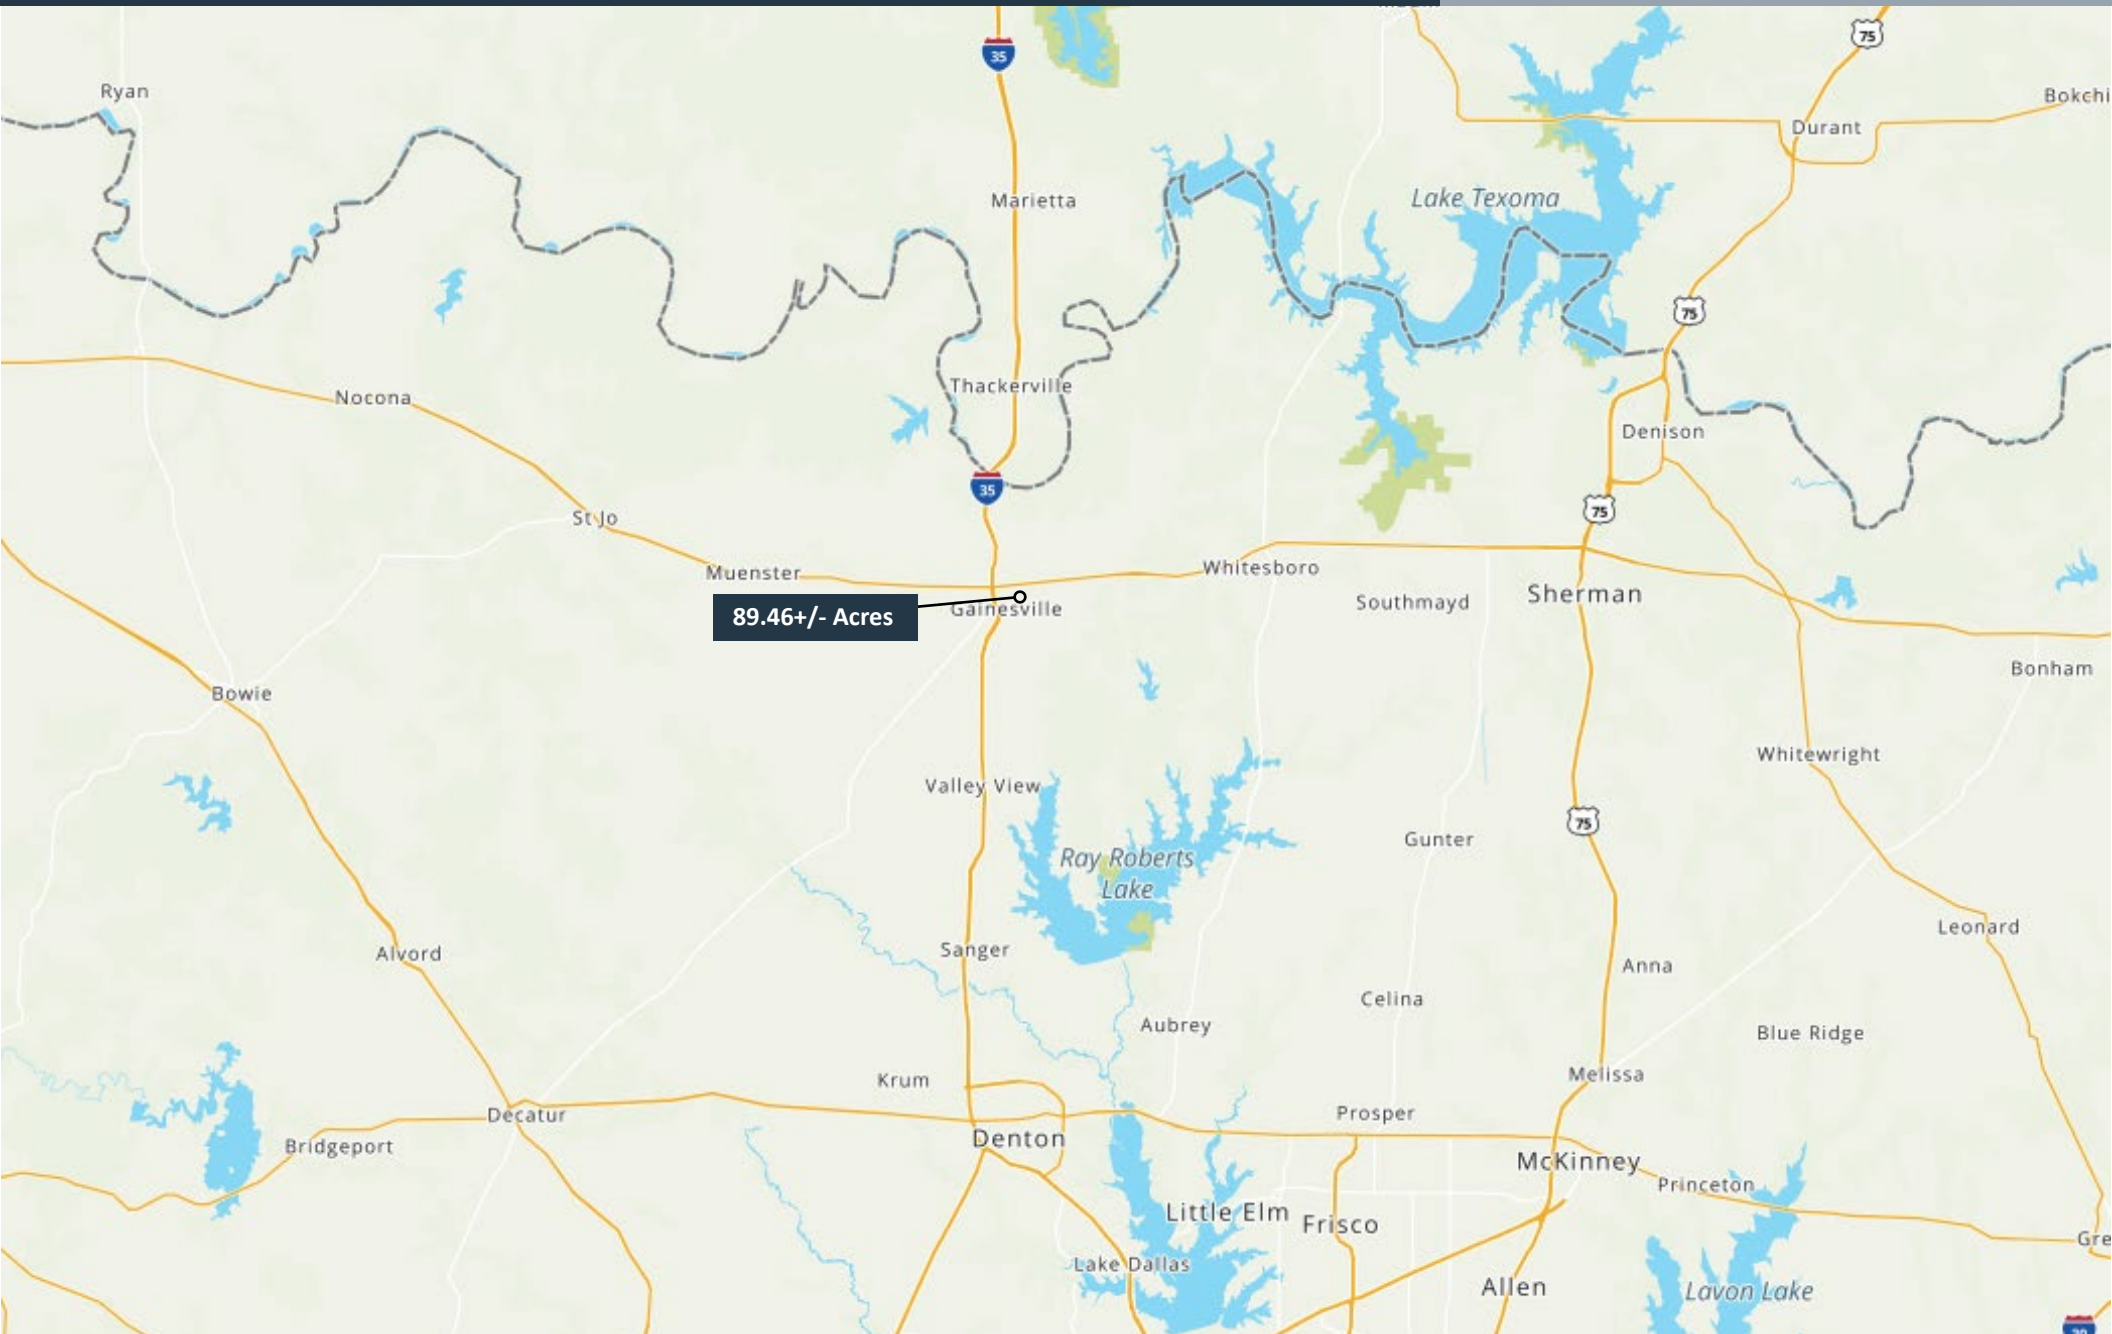 35
75
Ryan
Bokchi
Durant
Marietta
Lake Texoma
75
Thackerville
Nocona
Denison
35
75
St Jo
Muenster
Whitesboro
Sherman
Southmayd
89.46+/- Acres
Gainesville
Bonham
Bowie
Whitewright
Valley View
75
Gunter
Ray Roberts
Lake
Leonard
Alvord
Sanger
Anna
Celina
Aubrey
Blue Ridge
Krum
Melissa
Decatur
Prosper
Bridgeport
Denton
McKinney
Princeton
Little Elm
Frisco
Gre
Lake Dallas
Allen
Lavon Lake